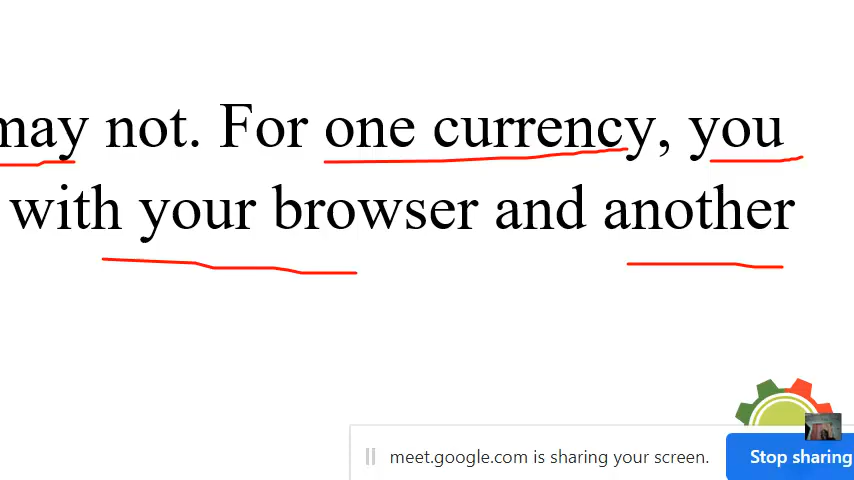 may not. For one currency, you
with your browser and another
meet.google.com is sharing your screen.
Stop sharing